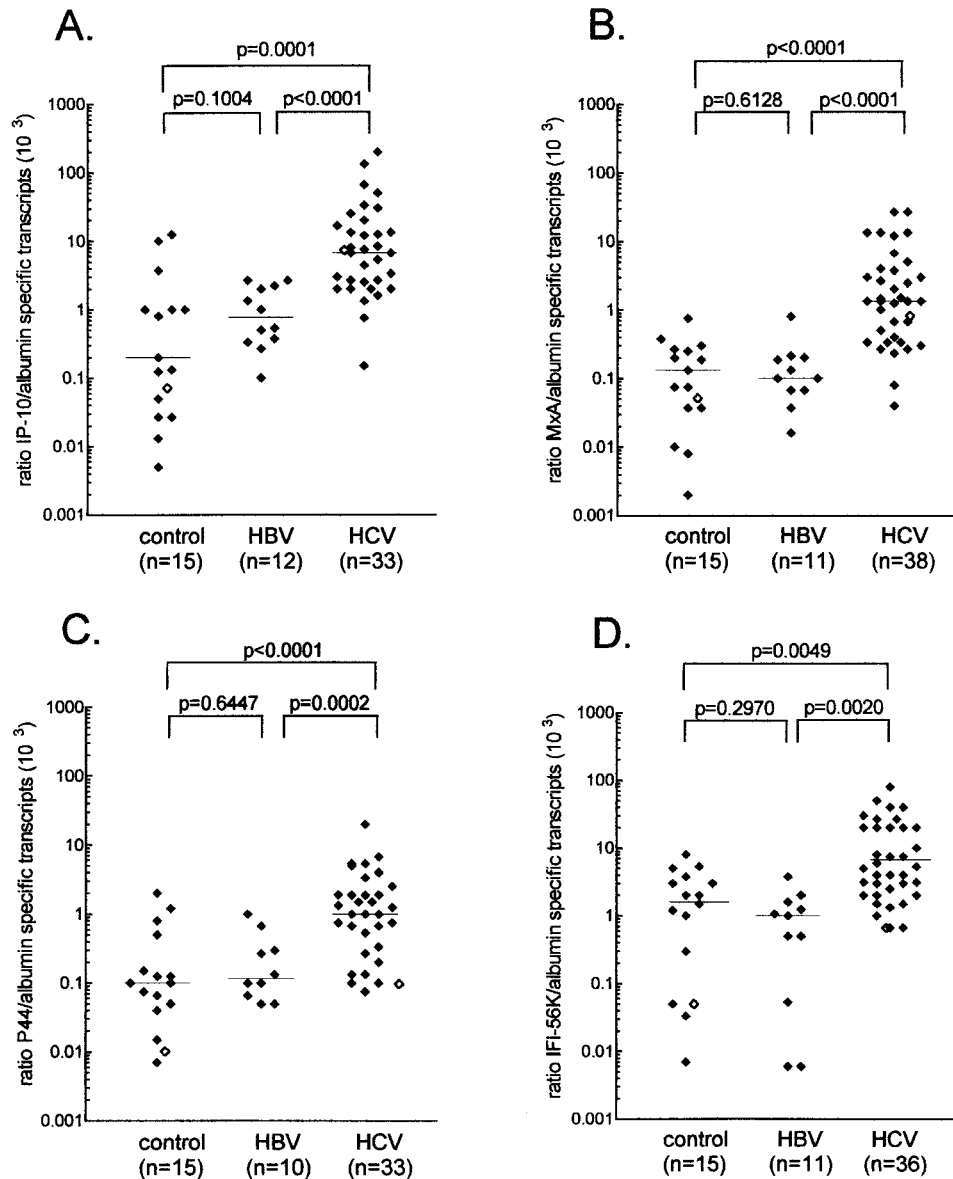 A.
p=0.0001
p=0.1004 p<0.0001
1000
100
10
1
0.1
0.01
0.001
ratio IP-10/albumin specific transcripts (10 3)
control HBV HCV
(n=15) (n=12) (n=33)
B.
p<0.0001
p=0.6128 p<0.0001
1000
100
10
1
0.1
0.01
0.001
ratio MxA/albumin specific transcripts (10 3)
control HBV HCV
(n=15) (n=11) (n=38)
C.
p<0.0001
p=0.6447 p=0.0002
1000
100
10
1
0.1
0.01
0.001
ratio P44/albumin specific transcripts (10 3)
control HBV HCV
(n=15) (n=10) (n=33)
D.
p=0.0049
p=0.2970 p=0.0020
1000
100
10
1
0.1
0.01
0.001
ratio IFI-56K/albumin specific transcripts (10 3)
control HBV HCV
(n=15) (n=11) (n=36)